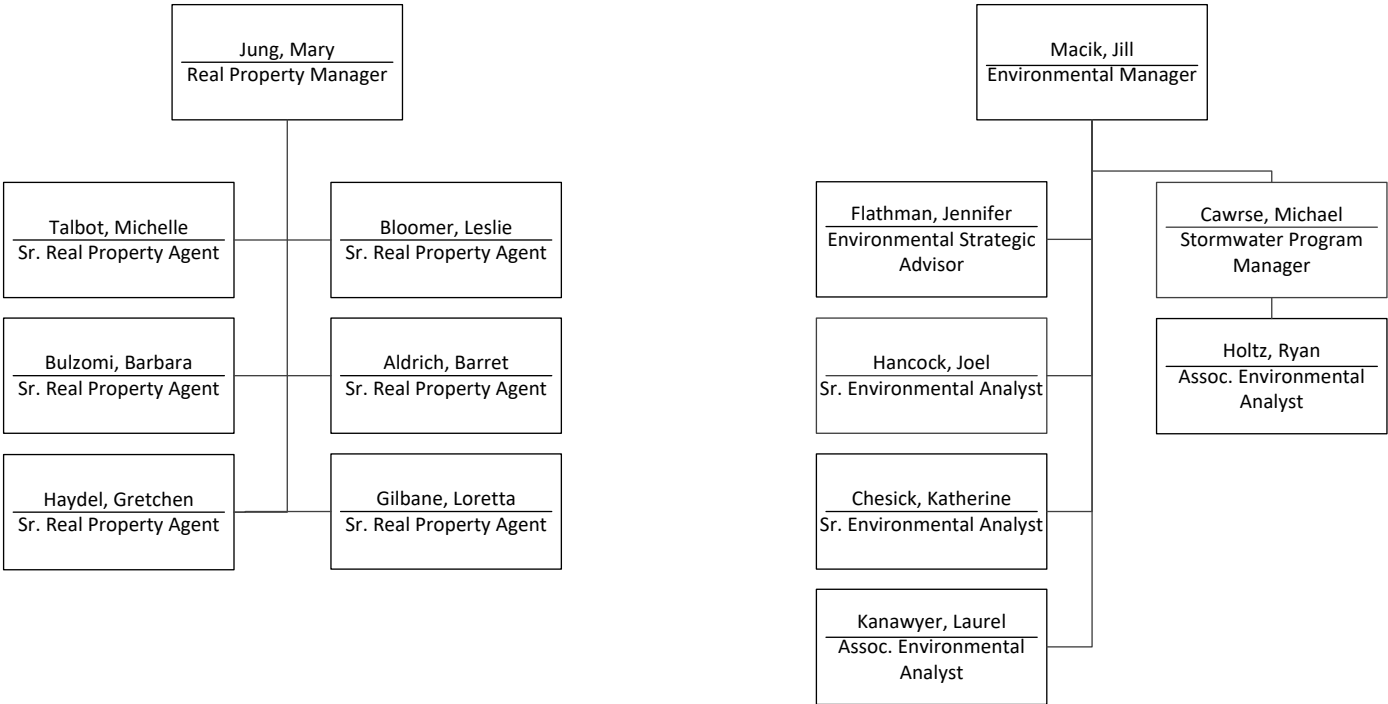 Jung, Mary
Real Property Manager
Talbot, Michelle
Sr. Real Property Agent
Bloomer, Leslie
Sr. Real Property Agent
Bulzomi, Barbara
Sr. Real Property Agent
Aldrich, Barret
Sr. Real Property Agent
Haydel, Gretchen
Sr. Real Property Agent
Gilbane, Loretta
Sr. Real Property Agent
Macik, Jill
Environmental Manager
Flathman, Jennifer
Environmental Strategic
Advisor
Cawrse, Michael
Stormwater Program
Manager
Hancock, Joel
Sr. Environmental Analyst
Holtz, Ryan
Assoc. Environmental
Analyst
Chesick, Katherine
Sr. Environmental Analyst
Kanawyer, Laurel
Assoc. Environmental
Analyst